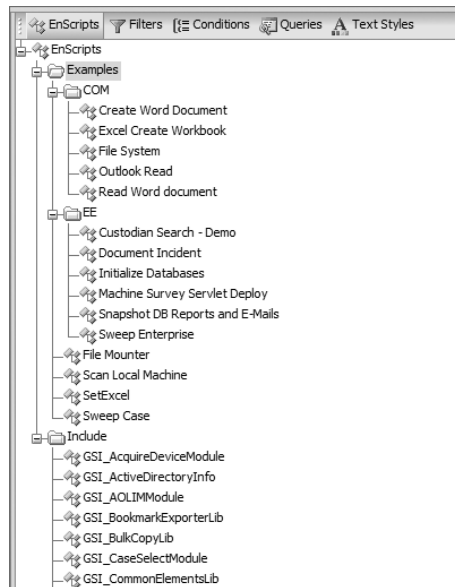 EnScripts Filters Conditions Queries Text Styles
EnScripts
Examples
COM
Create Word Document
Excel Create Workbook
File System
Outlook Read
Read Word document
EE
Custodian Search - Demo
Document Incident
Initialize Databases
Machine Survey Servlet Deploy
Snapshot DB Reports and E-Mails
Sweep Enterprise
File Mounter
Scan Local Machine
SetExcel
Sweep Case
Include
GSI_AcquireDeviceModule
GSI_ActiveDirectoryInfo
GSI_AOLIMModule
GSI_BookmarkExporterLib
GSI_BulkCopyLib
GSI_CaseSelectModule
GSI_CommonElementsLib